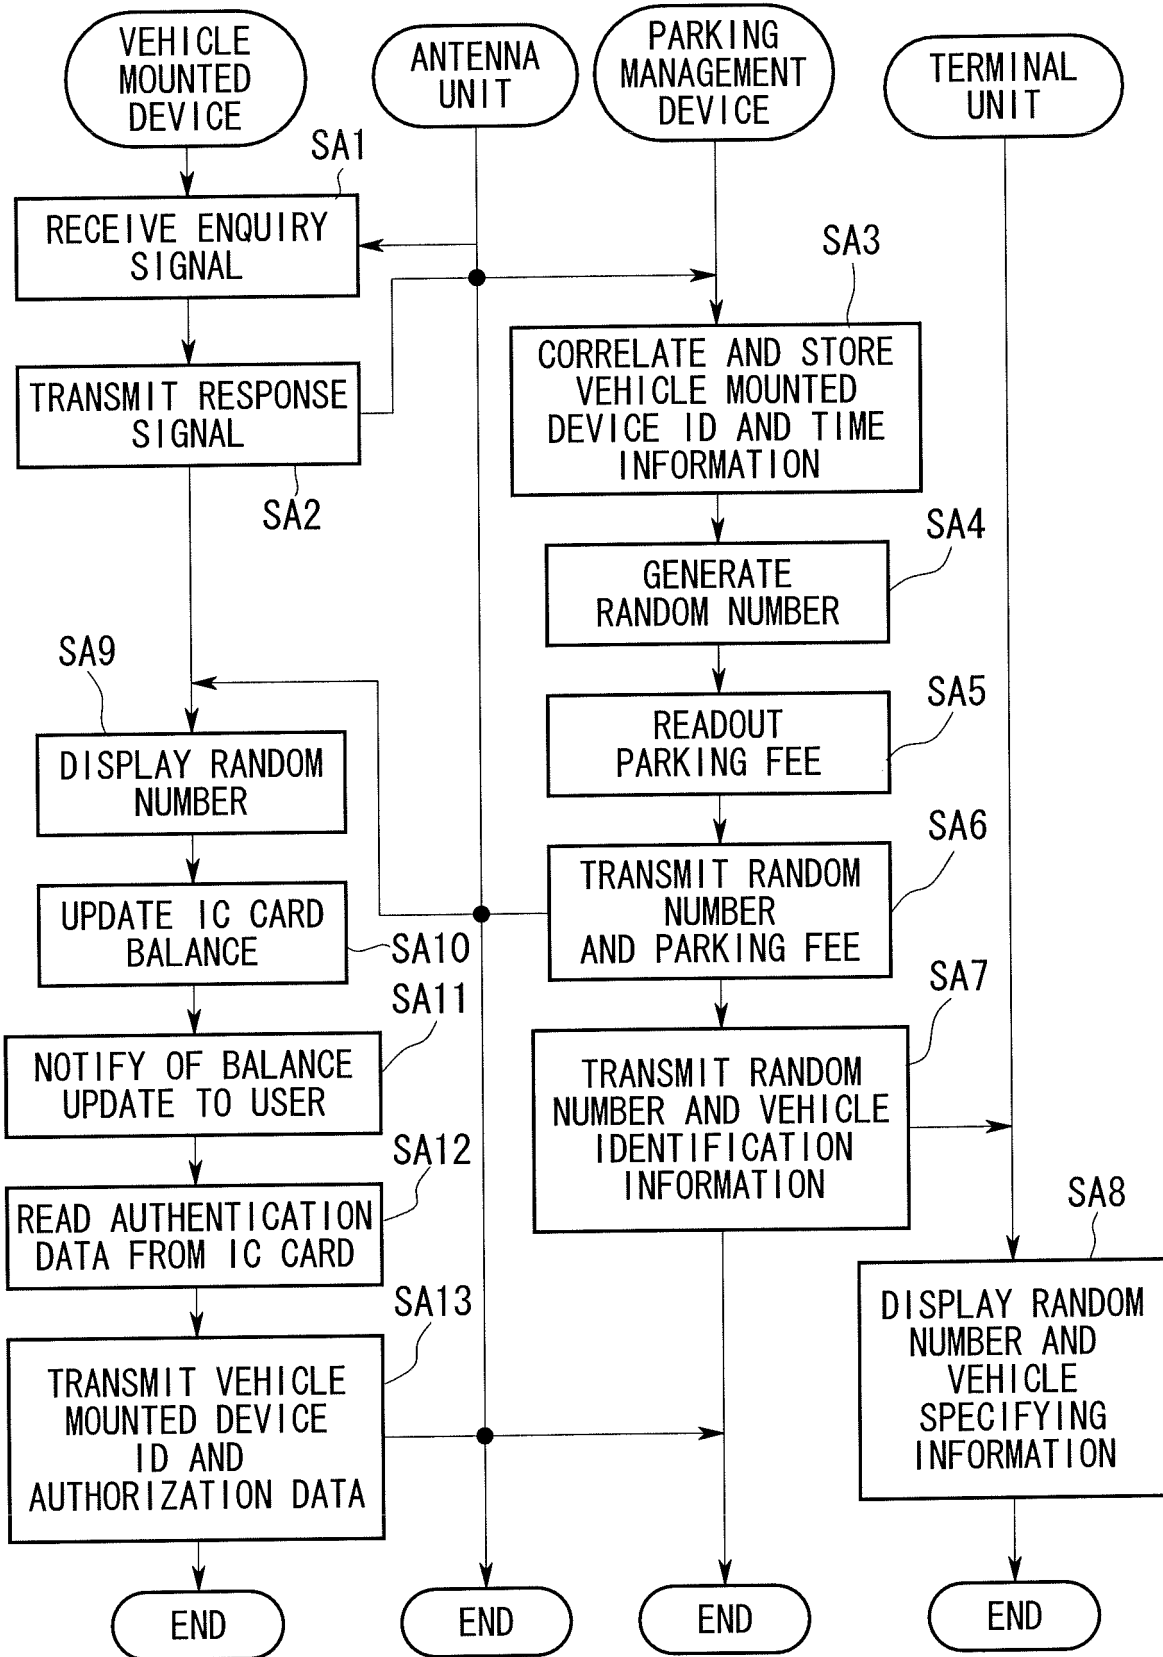 VEHICLE
MOUNTED
DEVICE
ANTENNA
UNIT
PARKING
MANAGEMENT
DEVICE
TERMINAL
UNIT
SA1
RECEIVE ENQUIRY
SIGNAL
TRANSMIT RESPONSE
SIGNAL
SA2
SA3
CORRELATE AND STORE
VEHICLE MOUNTED
DEVICE ID AND TIME
INFORMATION
SA4
GENERATE
RANDOM NUMBER
SA5
READOUT
PARKING FEE
SA6
TRANSMIT RANDOM
NUMBER
AND PARKING FEE
SA7
TRANSMIT RANDOM
NUMBER AND VEHICLE
IDENTIFICATION
INFORMATION
SA8
DISPLAY RANDOM
NUMBER AND
VEHICLE
SPECIFYING
INFORMATION
SA9
DISPLAY RANDOM
NUMBER
UPDATE IC CARD
BALANCE
SA10
SA11
NOTIFY OF BALANCE
UPDATE TO USER
SA12
READ AUTHENTICATION
DATA FROM IC CARD
SA13
TRANSMIT VEHICLE
MOUNTED DEVICE
ID AND
AUTHORIZATION DATA
END
END
END
END